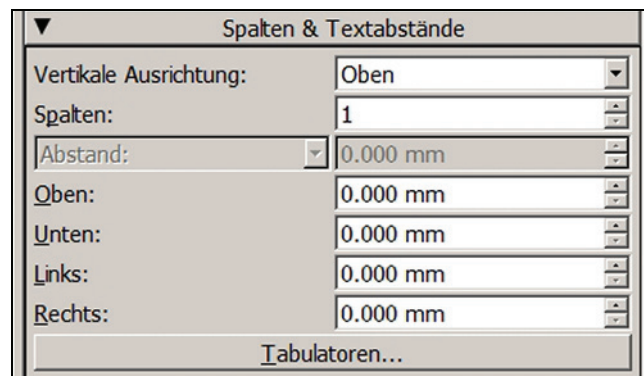 Spalten & Textabstände
Vertikale Ausrichtung: Oben
Spalten: 1
Abstand: 0.000 mm
Oben: 0.000 mm
Unten: 0.000 mm
Links: 0.000 mm
Rechts: 0.000 mm
Tabulatoren...